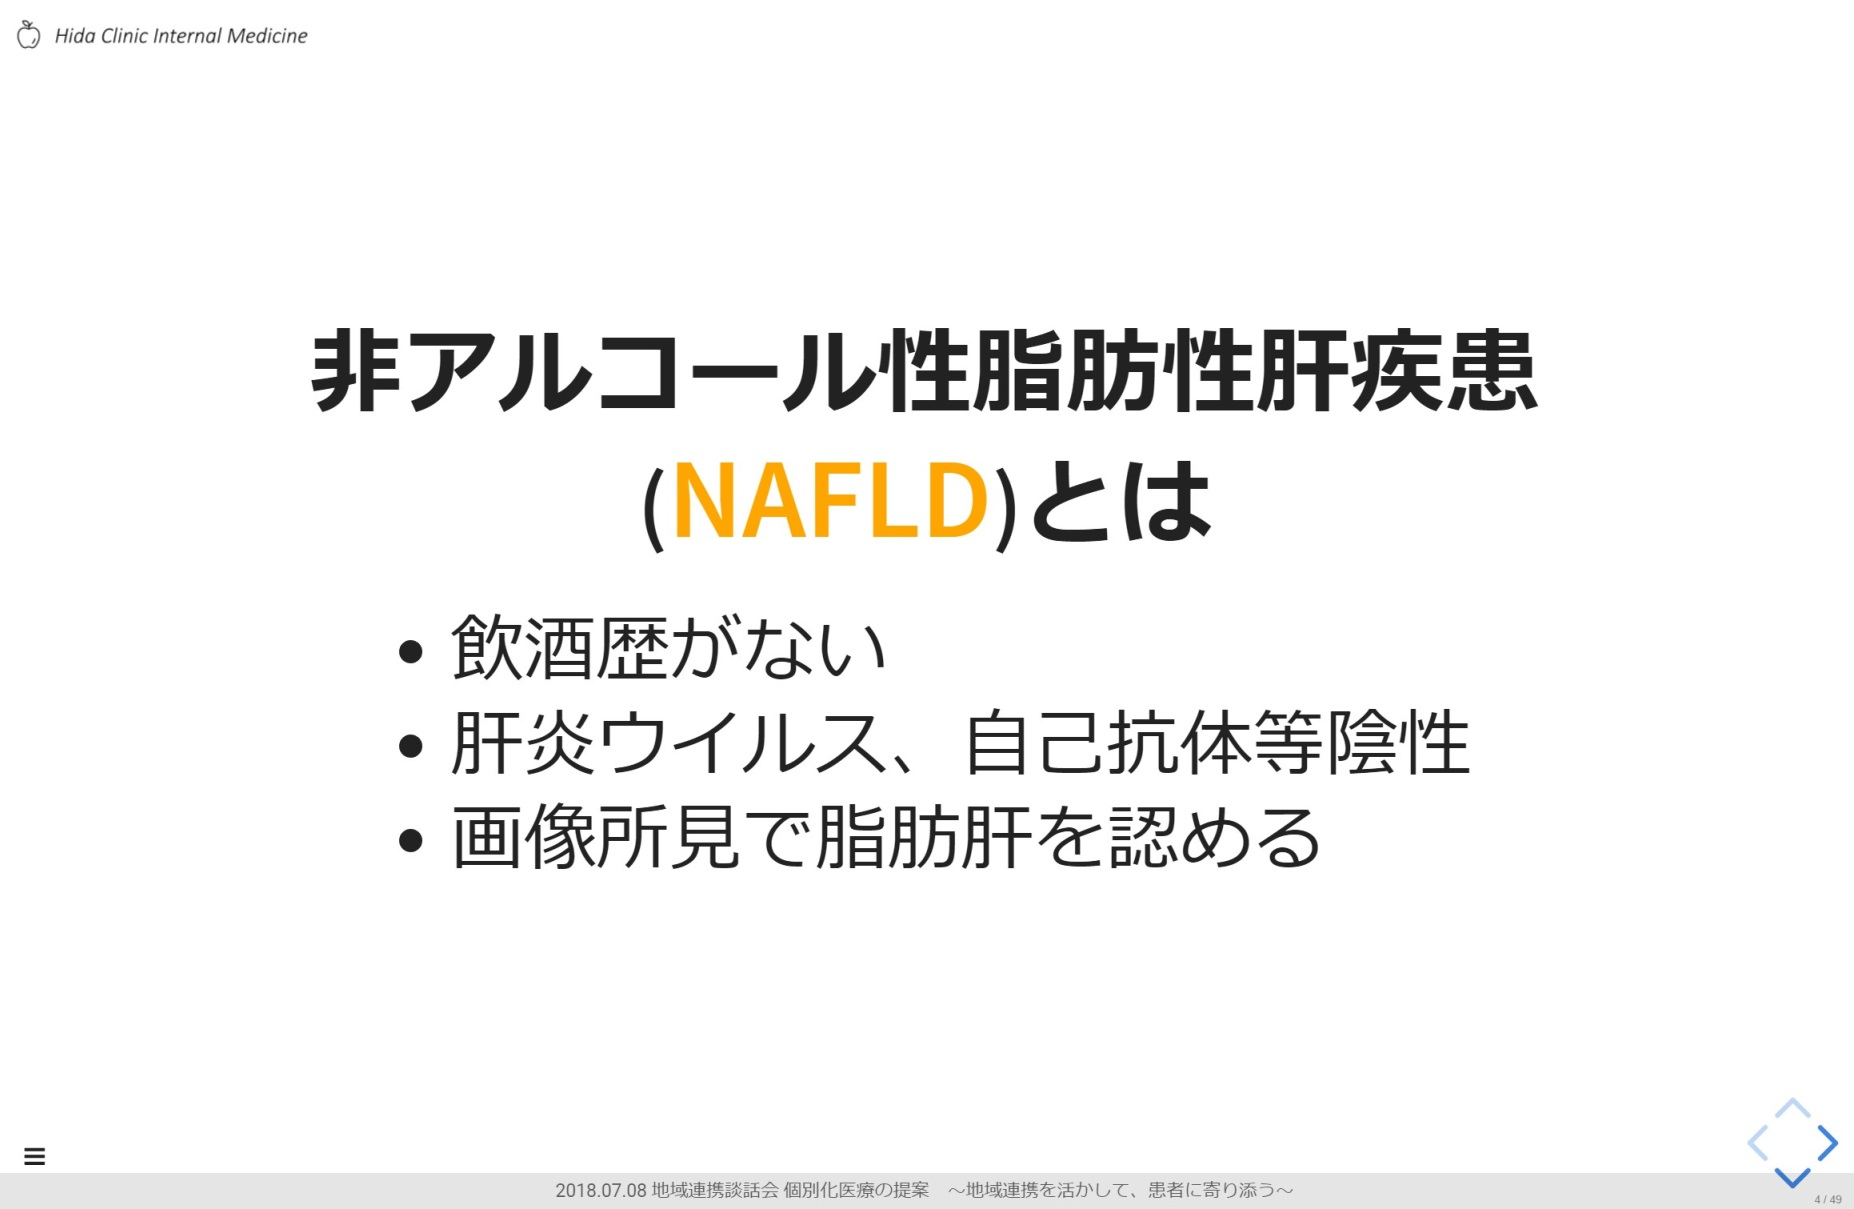 Hida Clinic Internal Medicine
非アルコール性脂肪性肝疾患
(NAFLD)とは
• 飲酒歴がない
• 肝炎ウイルス、自己抗体等陰性
• 画像所見で脂肪肝を認める
2018.07.08 地域連携談話会 個別化医療の提案　〜地域連携を活かして、患者に寄り添う〜
4 / 49